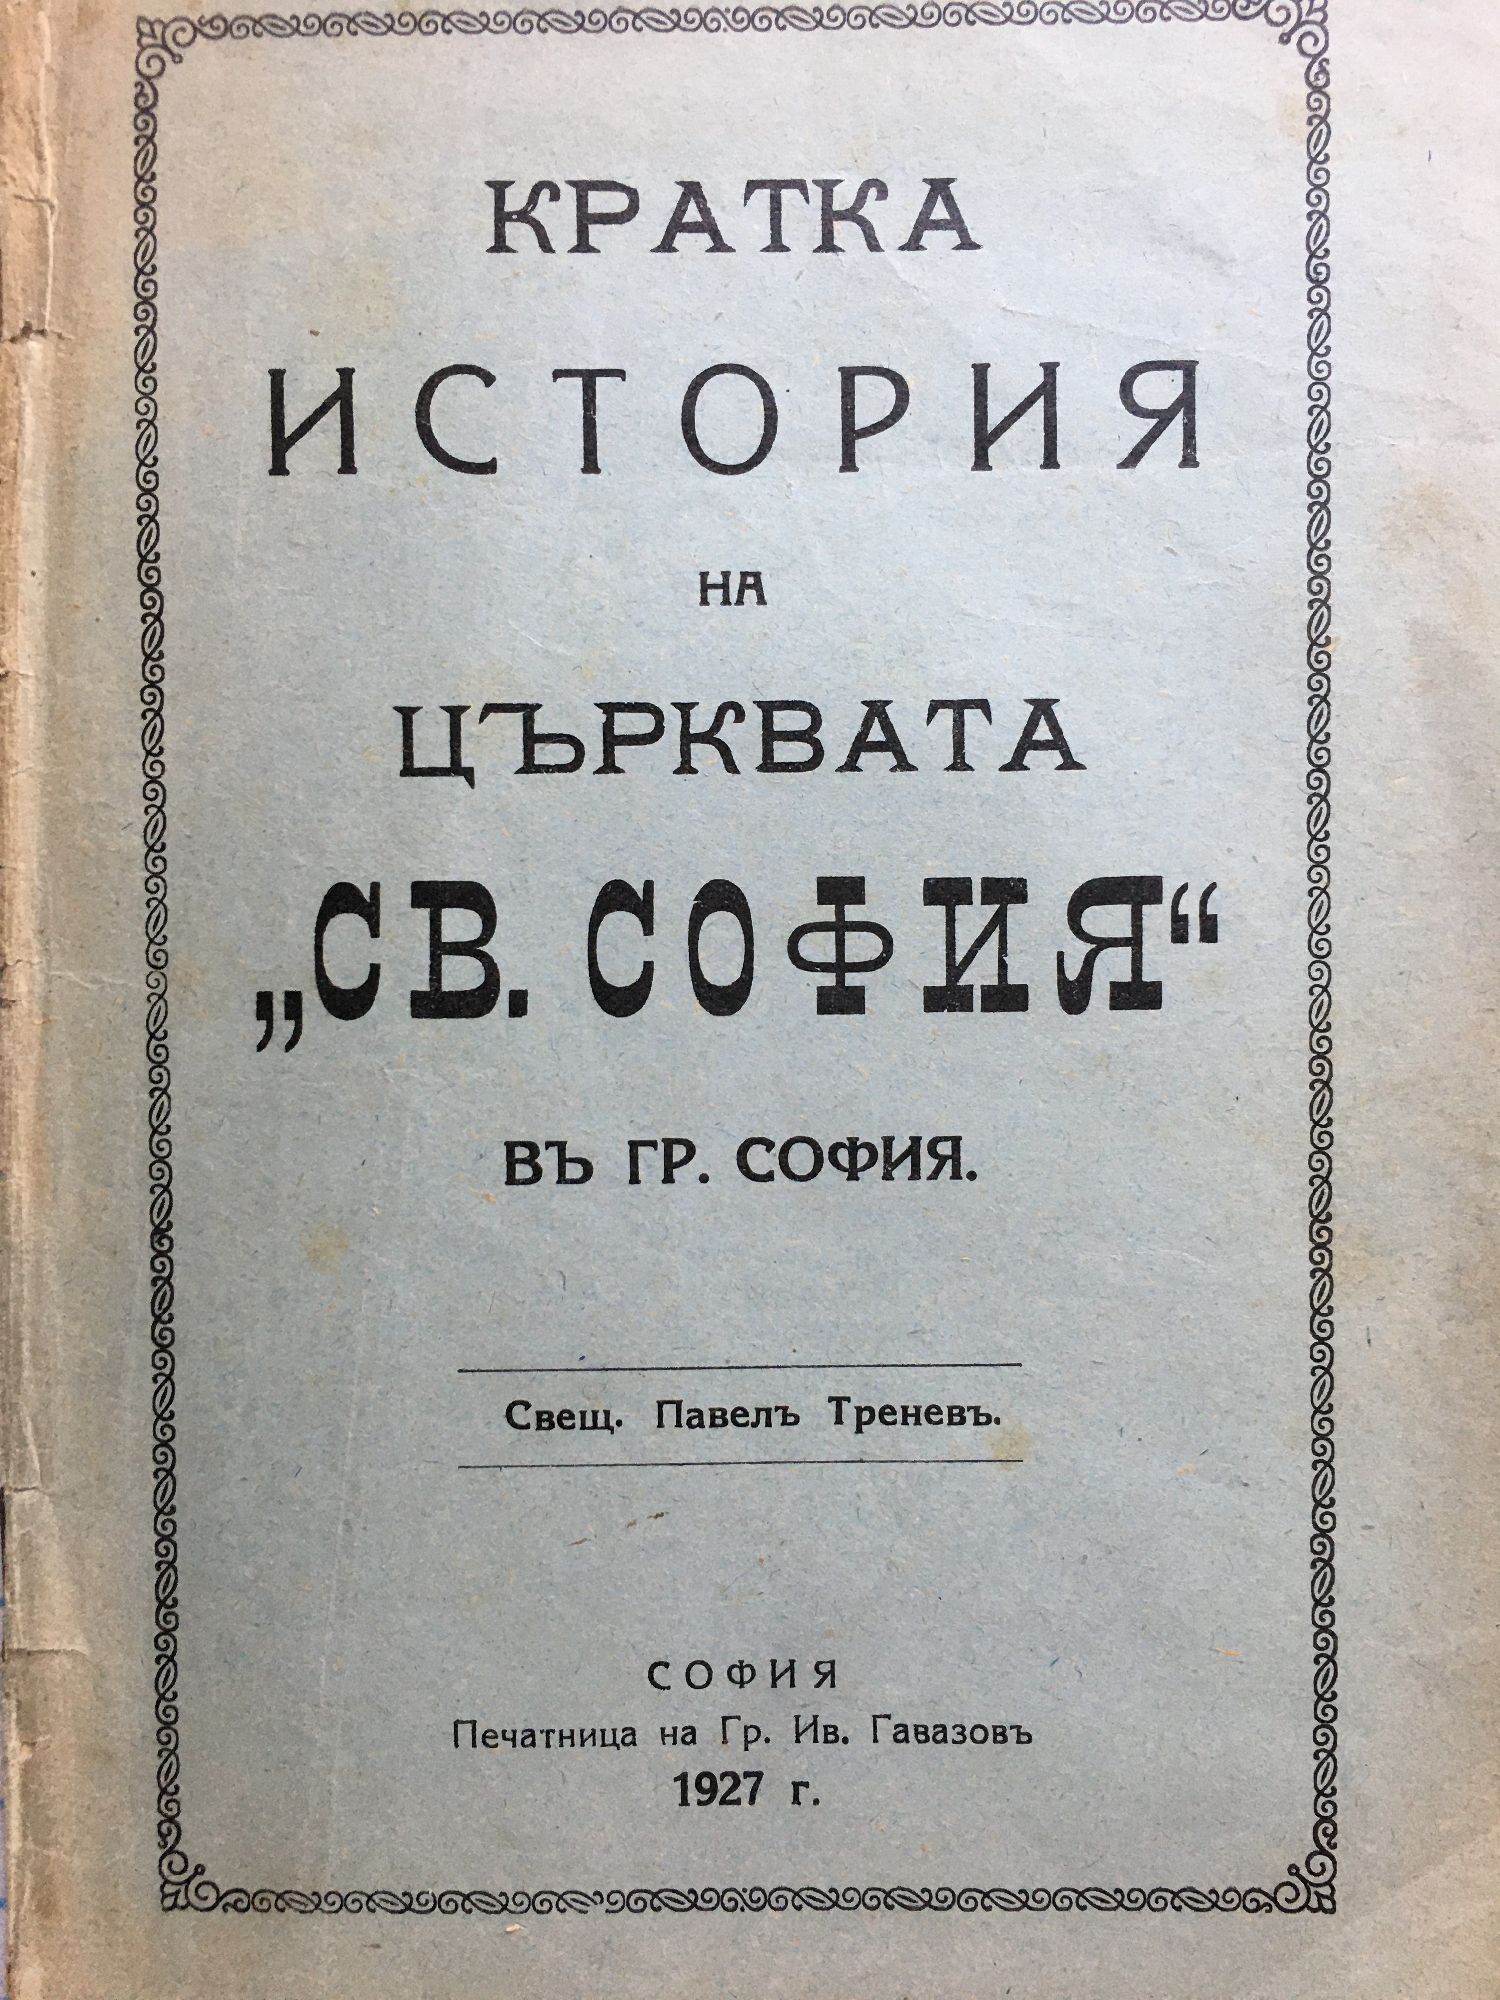 КРАТКА
ИСТОРИЯ
НА
ЦЪРКВАТА
„СВ. СОФИЯ“
ВЪ ГР. СОФИЯ.
Свещ. Павелъ Треневъ.
СОФИЯ
Печатница на Гр. Ив. Гавазовъ
1927 г.